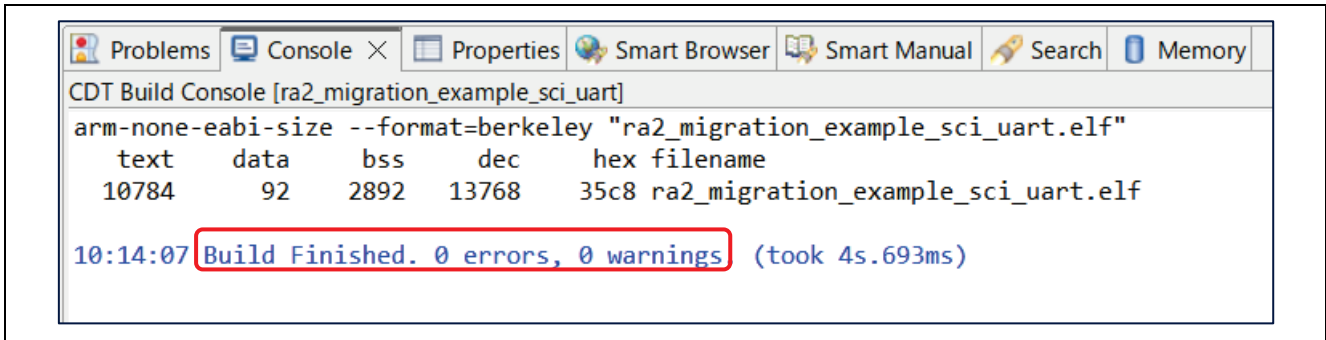 Problems Console Properties Smart Browser Smart Manual Search Memory
CDT Build Console [ra2_migration_example_sci_uart]
arm-none-eabi-size --format=berkeley "ra2_migration_example_sci_uart.elf"
text data bss dec hex filename
10784 92 2892 13768 35c8 ra2_migration_example_sci_uart.elf
10:14:07 Build Finished. 0 errors, 0 warnings. (took 4s.693ms)